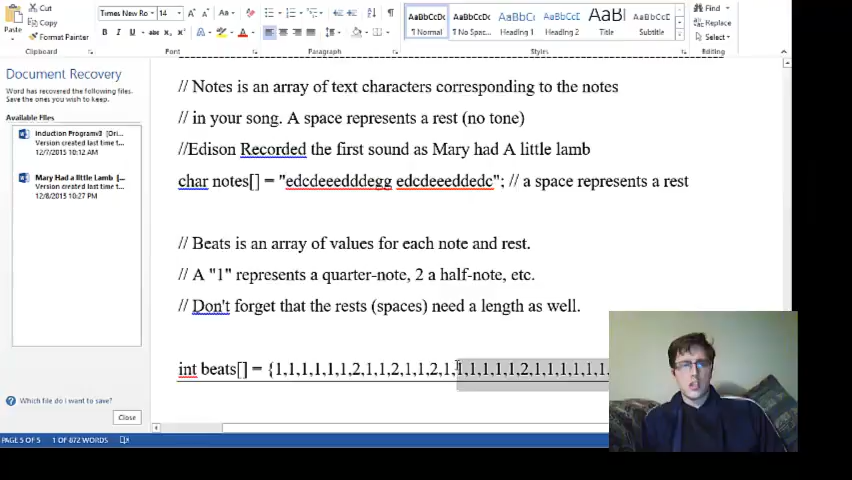 Cut
Copy
Format Painter
Paste
Clipboard
Times New Ro
14
B I U
Font
Paragraph
AaBbCcDc AaBbCcDc AaBbCc AaBbCc AaBl AaBbCcD
¶ Normal ¶ No Spac... Heading 1 Heading 2 Title Subtitle
Styles
Find
Replace
Select
Editing
Document Recovery
Word has recovered the following files.
Save the ones you wish to keep.
Available Files
Induction Programv3 [Ori...
Version created last time t...
12/7/2015 10:12 AM
Mary Had a little Lamb [...
Version created last time t...
12/8/2015 10:27 PM
Which file do I want to save?
Close
// Notes is an array of text characters corresponding to the notes
// in your song. A space represents a rest (no tone)
//Edison Recorded the first sound as Mary had A little lamb
char notes[] = "edcdeeedddegg edcdeeeddedc"; // a space represents a rest
// Beats is an array of values for each note and rest.
// A "1" represents a quarter-note, 2 a half-note, etc.
// Don't forget that the rests (spaces) need a length as well.
int beats[] = {1,1,1,1,1,1,2,1,1,2,1,1,2,1,1,1,1,1,1,2,1,1,1,1,1,1,
PAGE 5 OF 5 1 OF 872 WORDS